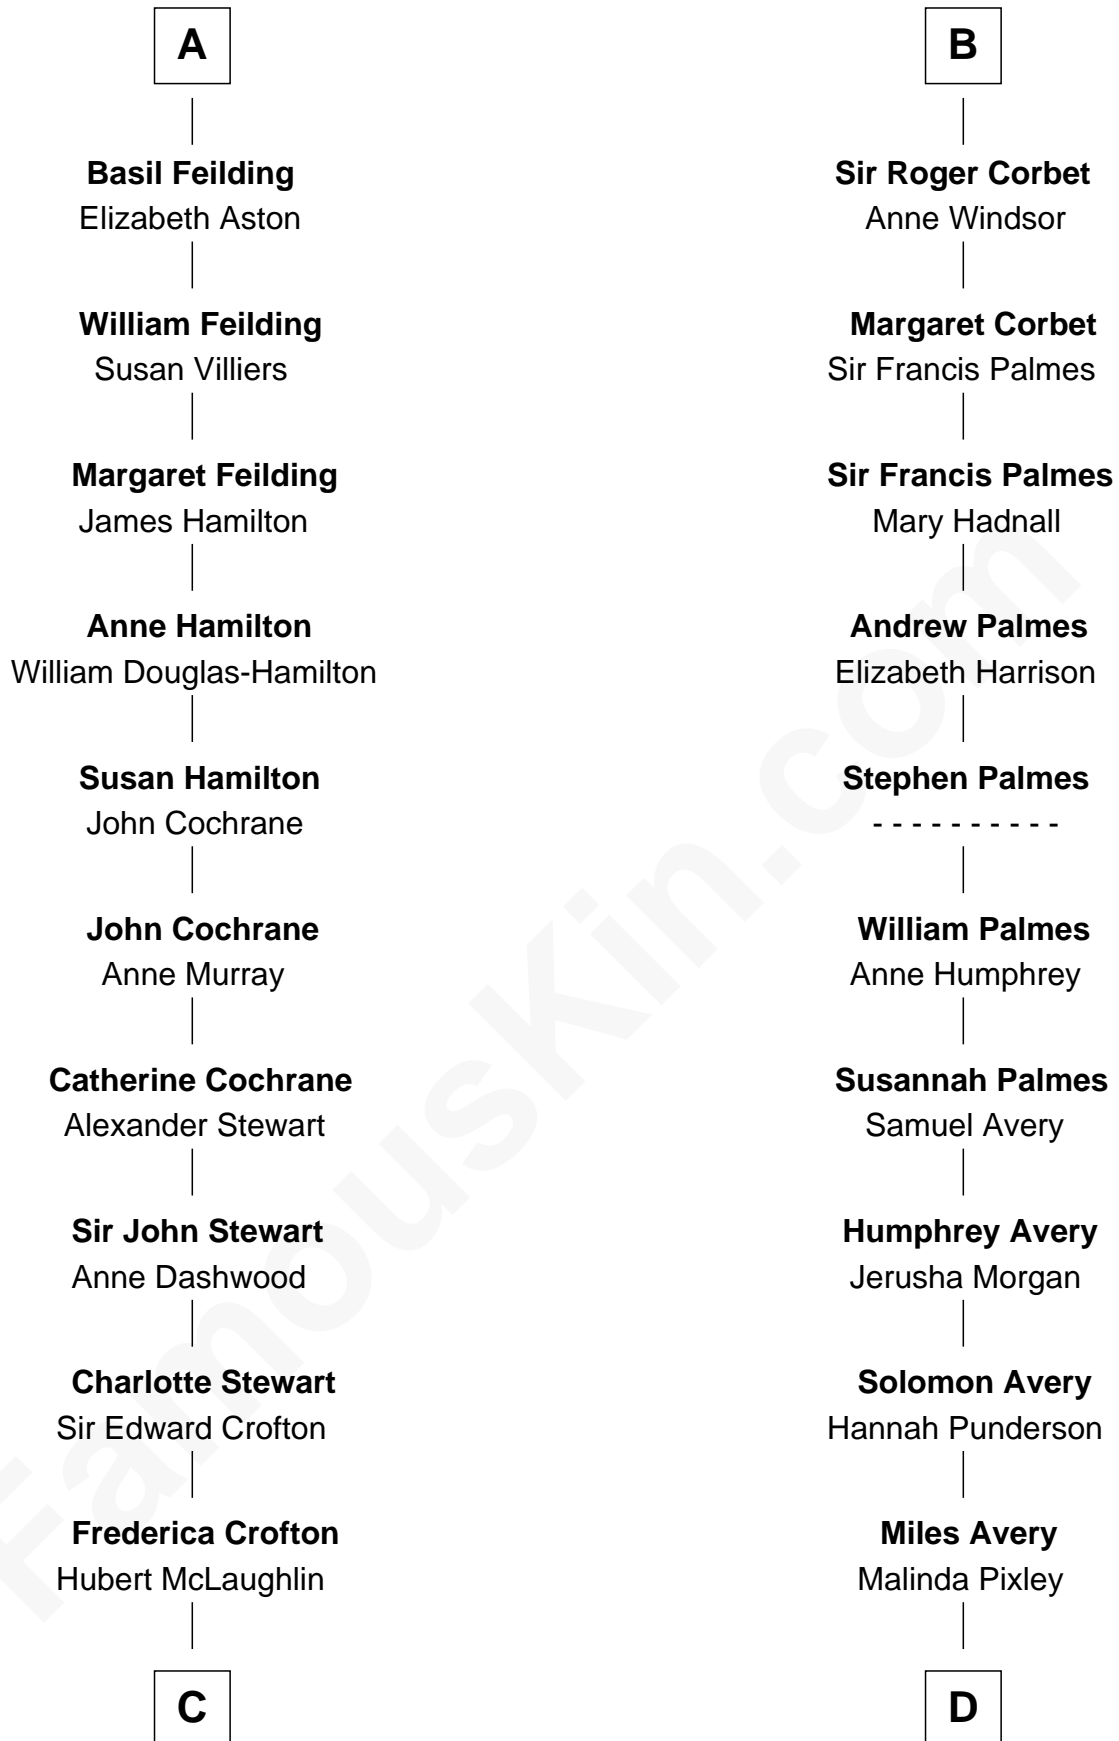 A
Basil Feilding
Elizabeth Aston
William Feilding
Susan Villiers
Margaret Feilding
James Hamilton
Anne Hamilton
William Douglas-Hamilton
Susan Hamilton
John Cochrane
John Cochrane
Anne Murray
Catherine Cochrane
Alexander Stewart
Sir John Stewart
Anne Dashwood
Charlotte Stewart
Sir Edward Crofton
Frederica Crofton
Hubert McLaughlin
C
B
Sir Roger Corbet
Anne Windsor
Margaret Corbet
Sir Francis Palmes
Sir Francis Palmes
Mary Hadnall
Andrew Palmes
Elizabeth Harrison
Stephen Palmes
- - - - - - - - - -
William Palmes
Anne Humphrey
Susannah Palmes
Samuel Avery
Humphrey Avery
Jerusha Morgan
Solomon Avery
Hannah Punderson
Miles Avery
Malinda Pixley
D
FamousKin.com